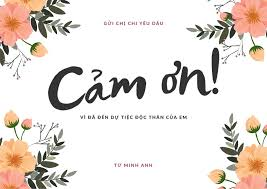 GỬI CHỊ CHI YÊU DẤU
Cảm ơn!
VÌ ĐÃ ĐẾN DỰ TIỆC ĐỘC THÂN CỦA EM
TỪ MINH ANH